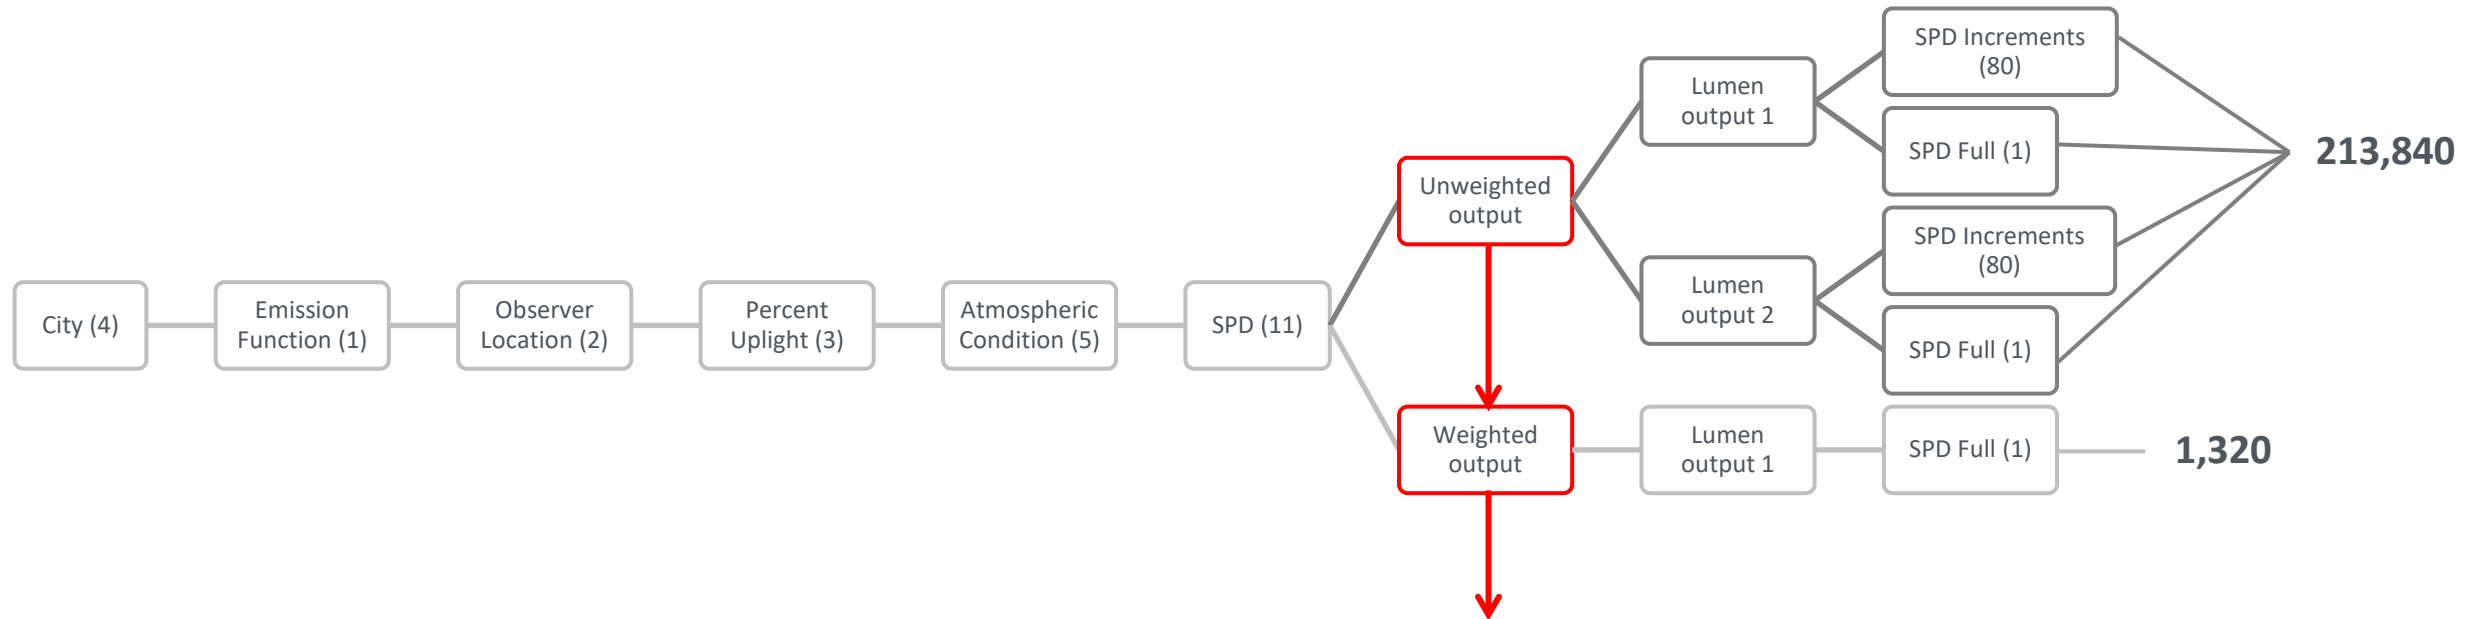 City (4)
Emission
Function (1)
Observer
Location (2)
Percent
Uplight (3)
Atmospheric
Condition (5)
SPD (11)
Unweighted
output
Lumen
output 1
SPD Increments
(80)
SPD Full (1)
Lumen
output 2
SPD Increments
(80)
SPD Full (1)
213,840
Weighted
output
Lumen
output 1
SPD Full (1)
1,320